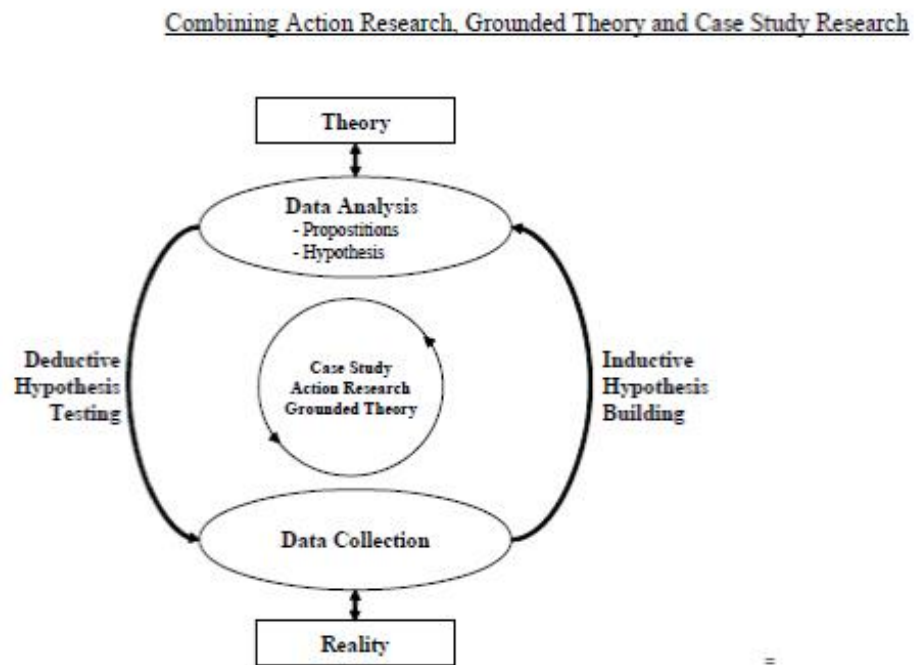 Combining Action Research, Grounded Theory and Case Study Research
Theory
Data Analysis
- Propostitions
- Hypothesis
Deductive
Hypothesis
Testing
Case Study
Action Research
Grounded Theory
Inductive
Hypothesis
Building
Data Collection
Reality
=